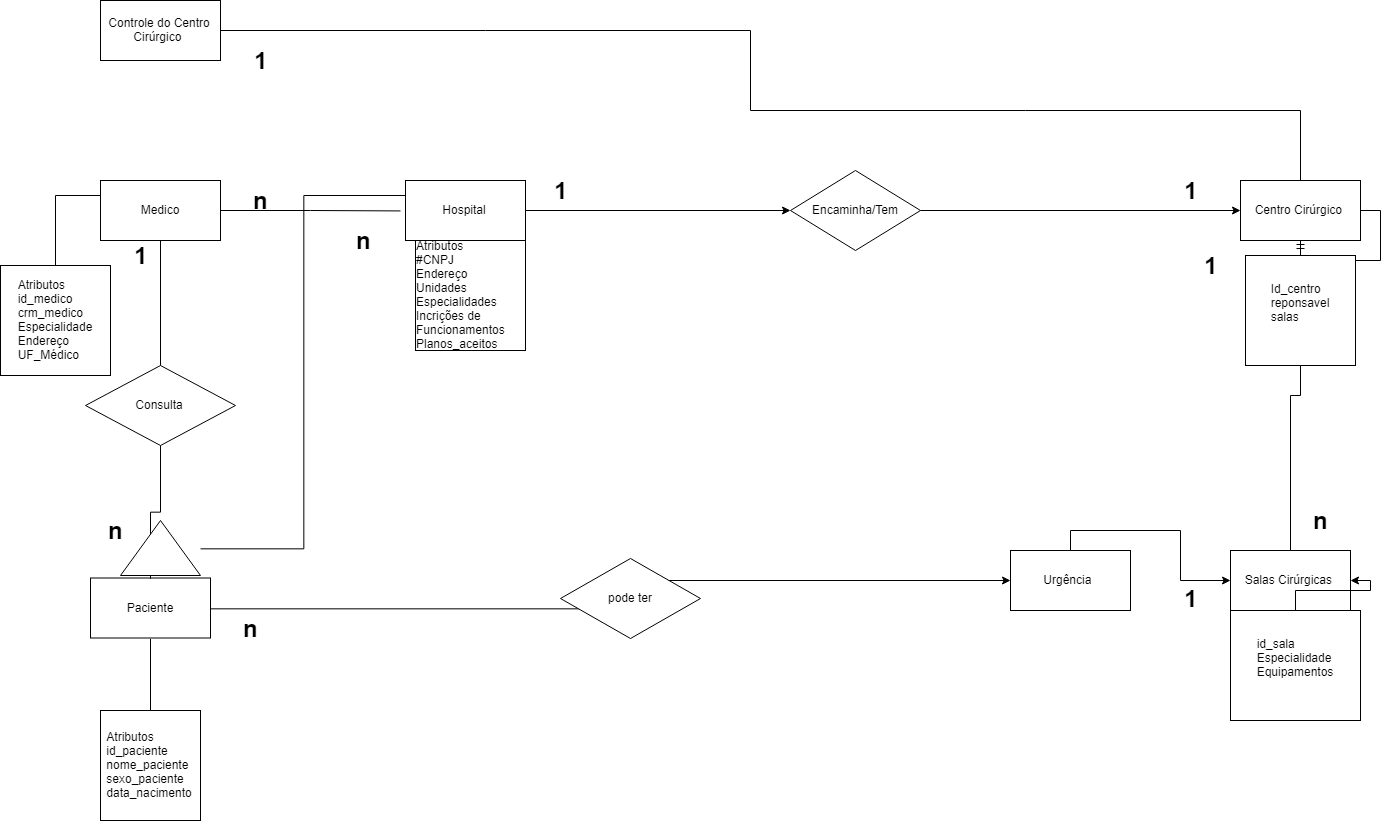 Controle do Centro
Cirúrgico
1
Medico
n
Hospital
1
Encaminha/Tem
1
Centro Cirúrgico
n
1
1
Atributos
#CNPJ
Endereço
Unidades
Especialidades
Incrições de
Funcionamentos
Planos_aceitos
Atributos
id_medico
crm_medico
Especialidade
Endereço
UF_Médico
Id_centro
reponsavel
salas
Consulta
n
n
Paciente
n
pode ter
Urgência
1
Salas Cirúrgicas
id_sala
Especialidade
Equipamentos
Atributos
id_paciente
nome_paciente
sexo_paciente
data_nacimento